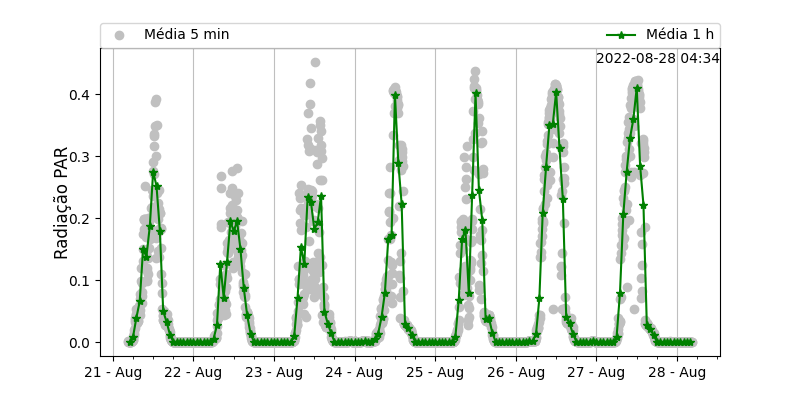 Média 5 min
Média 1 h
2022-08-28 04:34
Radiação PAR
0.4
0.3
0.2
0.1
0.0
21 - Aug
22 - Aug
23 - Aug
24 - Aug
25 - Aug
26 - Aug
27 - Aug
28 - Aug